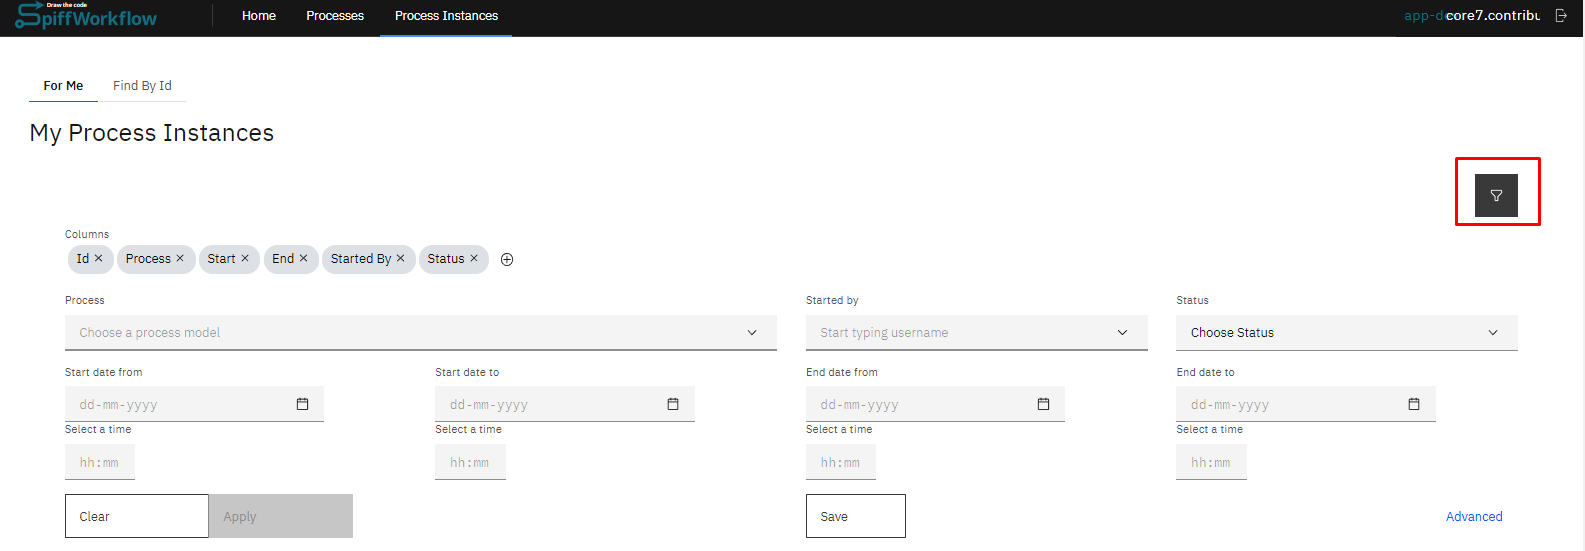 Draw the code
SpiffWorkflow
Home Processes Process Instances
core7.contribu
For Me Find By Id
My Process Instances
Columns
Id Process Start End Started By Status
Process Started by Status
Choose a process model Start typing username Choose Status
Start date from Start date to End date from End date to
dd-mm-yyyy dd-mm-yyyy dd-mm-yyyy dd-mm-yyyy
Select a time Select a time Select a time Select a time
hh:mm hh:mm hh:mm hh:mm
Clear Apply Save Advanced